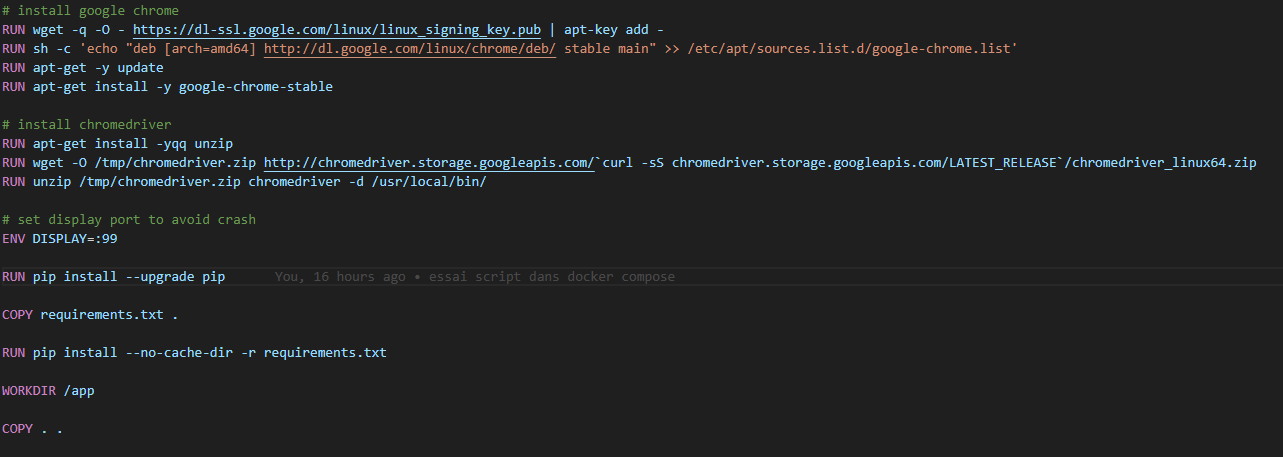 # install google chrome
RUN wget -q -O - https://dl-ssl.google.com/linux/linux_signing_key.pub | apt-key add -
RUN sh -c 'echo "deb [arch=amd64] http://dl.google.com/linux/chrome/deb/ stable main" >> /etc/apt/sources.list.d/google-chrome.list'
RUN apt-get -y update
RUN apt-get install -y google-chrome-stable
# install chromedriver
RUN apt-get install -yqq unzip
RUN wget -O /tmp/chromedriver.zip http://chromedriver.storage.googleapis.com/`curl -sS chromedriver.storage.googleapis.com/LATEST_RELEASE`/chromedriver_linux64.zip
RUN unzip /tmp/chromedriver.zip chromedriver -d /usr/local/bin/
# set display port to avoid crash
ENV DISPLAY=:99
RUN pip install --upgrade pip You, 16 hours ago • essai script dans docker compose
COPY requirements.txt .
RUN pip install --no-cache-dir -r requirements.txt
WORKDIR /app
COPY . .